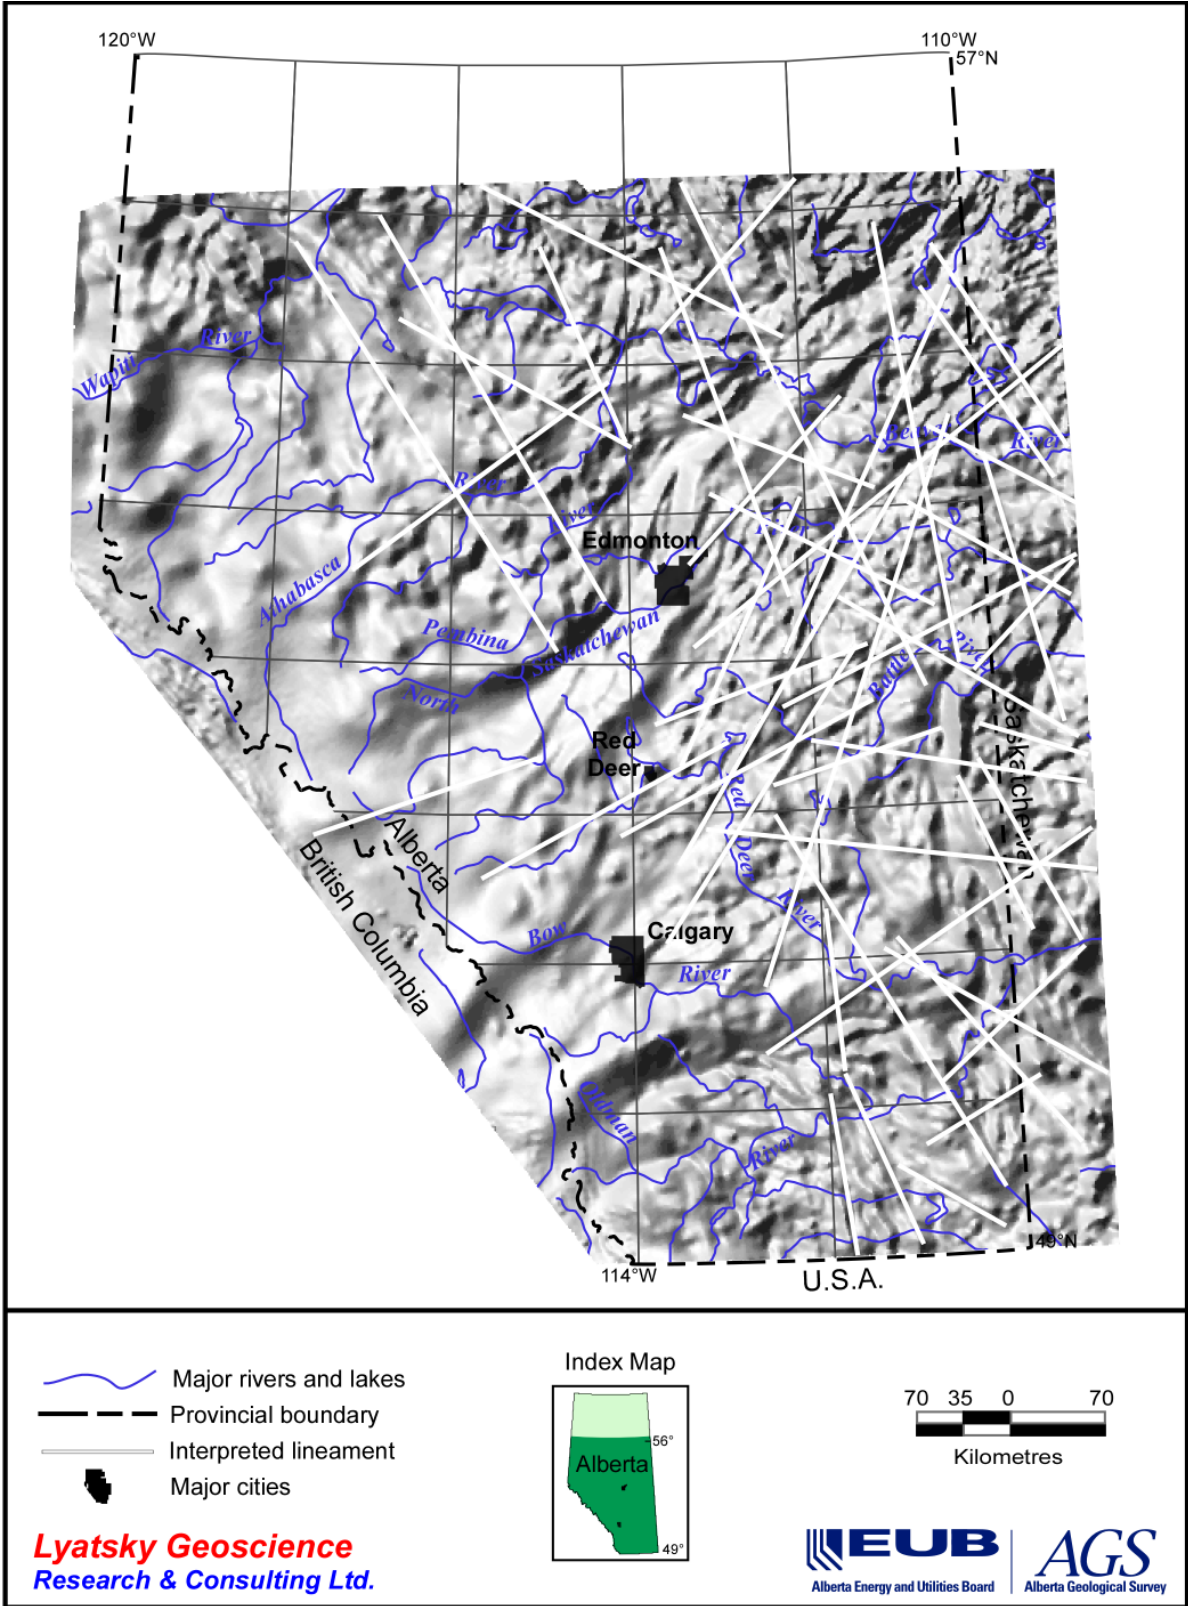 120°W
110°W
57°N
Wapiti
River
Beaver
River
River
River
River
Edmonton
Athabasca
Pembina
Saskatchewan
North
Battle
River
Red
Deer
Saskatchewan
Red
Deer
River
Alberta
British Columbia
Bow
Calgary
River
Oldman
River
49°N
114°W
U.S.A.
Major rivers and lakes
Provincial boundary
Interpreted lineament
Major cities
Index Map
56°
Alberta
49°
70 35 0 70
Kilometres
Lyatsky Geoscience
Research & Consulting Ltd.
EUB
Alberta Energy and Utilities Board
AGS
Alberta Geological Survey